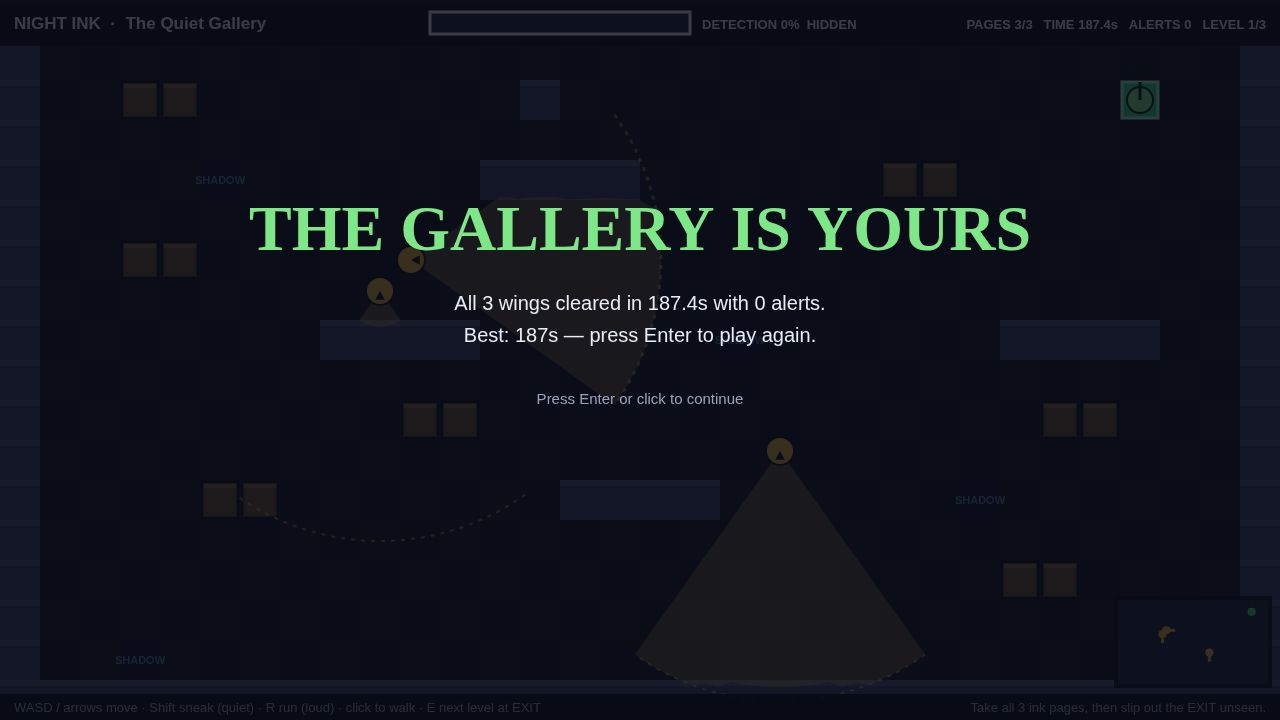 NIGHT INK · The Quiet Gallery
DETECTION 0% HIDDEN
PAGES 3/3 TIME 187.4s ALERTS 0 LEVEL 1/3
SHADOW
THE GALLERY IS YOURS
All 3 wings cleared in 187.4s with 0 alerts.
Best: 187s — press Enter to play again.
Press Enter or click to continue
SHADOW
SHADOW
WASD / arrows move · Shift sneak (quiet) · R run (loud) · click to walk · E next level at EXIT
Take all 3 ink pages, then slip out the EXIT unseen.